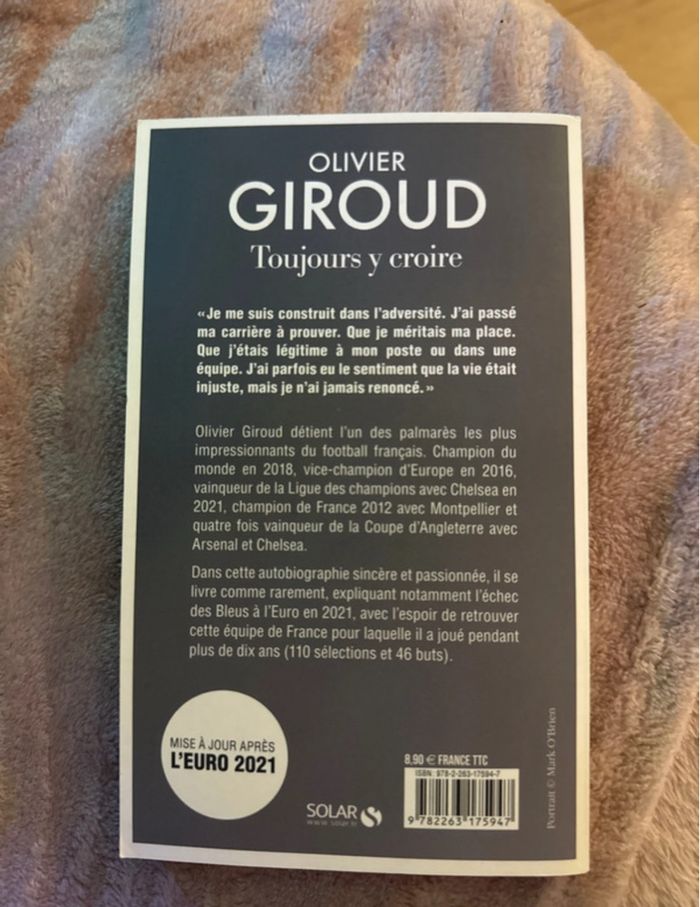 OLIVIER
GIROUD
Toujours y croire
«Je me suis construit dans l'adversité. J'ai passé
ma carrière à prouver. Que je méritais ma place.
Que j'étais légitime à mon poste ou dans une
équipe. J'ai parfois eu le sentiment que la vie était
injuste, mais je n'ai jamais renoncé.»
Olivier Giroud détient l'un des palmarès les plus
impressionnants du football français. Champion du
monde en 2018, vice-champion d'Europe en 2016,
vainqueur de la Ligue des champions avec Chelsea en
2021, champion de France 2012 avec Montpellier et
quatre fois vainqueur de la Coupe d'Angleterre avec
Arsenal et Chelsea.
Dans cette autobiographie sincère et passionnée, il se
livre comme rarement, expliquant notamment l'échec
des Bleus à l'Euro en 2021, avec l'espoir de retrouver
cette équipe de France pour laquelle il a joué pendant
plus de dix ans (110 sélections et 46 buts).
MISE À JOUR APRÈS
L'EURO 2021
SOLAR
www.solar.fr
8,90 € FRANCE TTC
ISBN: 978-2-263-17594-7
9 782263 175947
Portrait © Mark O'Brien